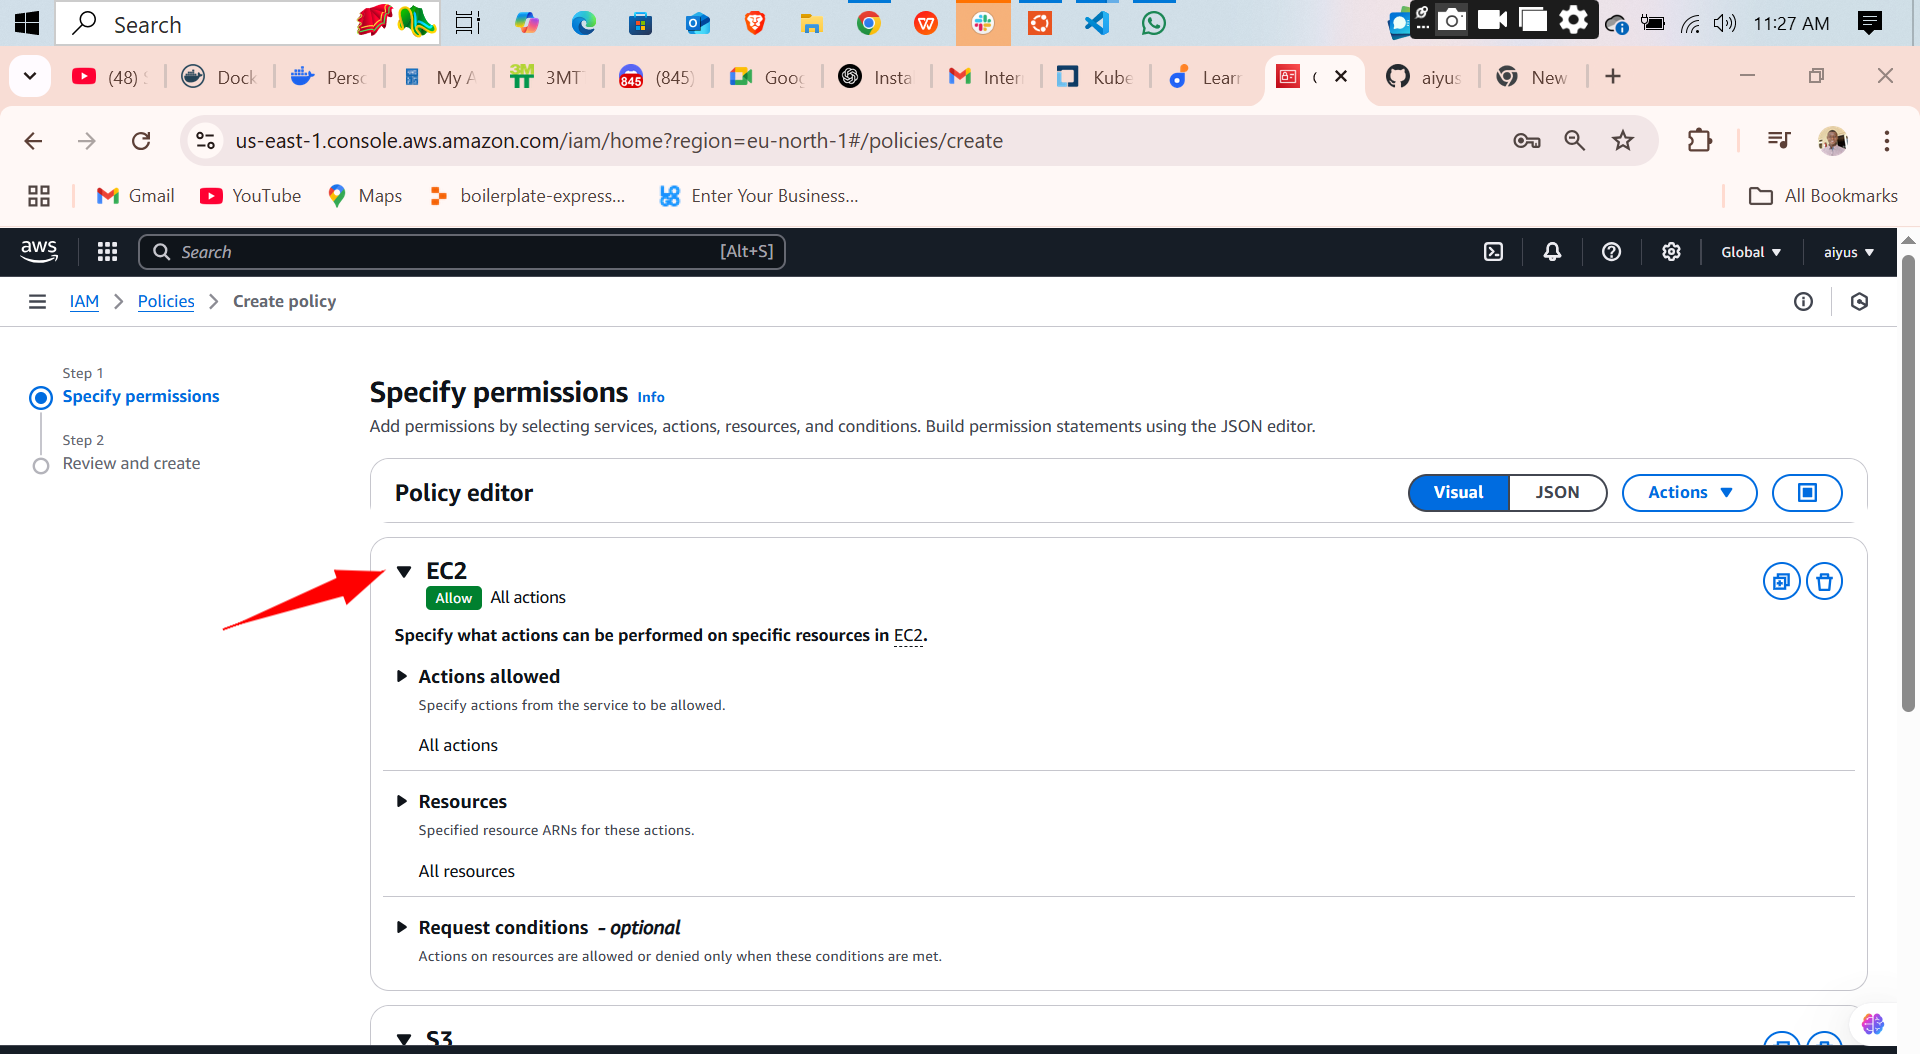 Search
11:27 AM
(48)
Dock
Persc
My A
3MT
845
(845)
Goog
Insta
Inter
Kube
Learr
aiyus
New
us-east-1.console.aws.amazon.com/iam/home?region=eu-north-1#/policies/create
Gmail
YouTube
Maps
boilerplate-express...
Enter Your Business...
All Bookmarks
aws
Search
[Alt+S]
Global
aiyus
IAM
Policies
Create policy
Step 1
Specify permissions
Step 2
Review and create
Specify permissions Info
Add permissions by selecting services, actions, resources, and conditions. Build permission statements using the JSON editor.
Policy editor
Visual
JSON
Actions
EC2
Allow All actions
Specify what actions can be performed on specific resources in EC2.
Actions allowed
Specify actions from the service to be allowed.
All actions
Resources
Specified resource ARNs for these actions.
All resources
Request conditions - optional
Actions on resources are allowed or denied only when these conditions are met.
S3